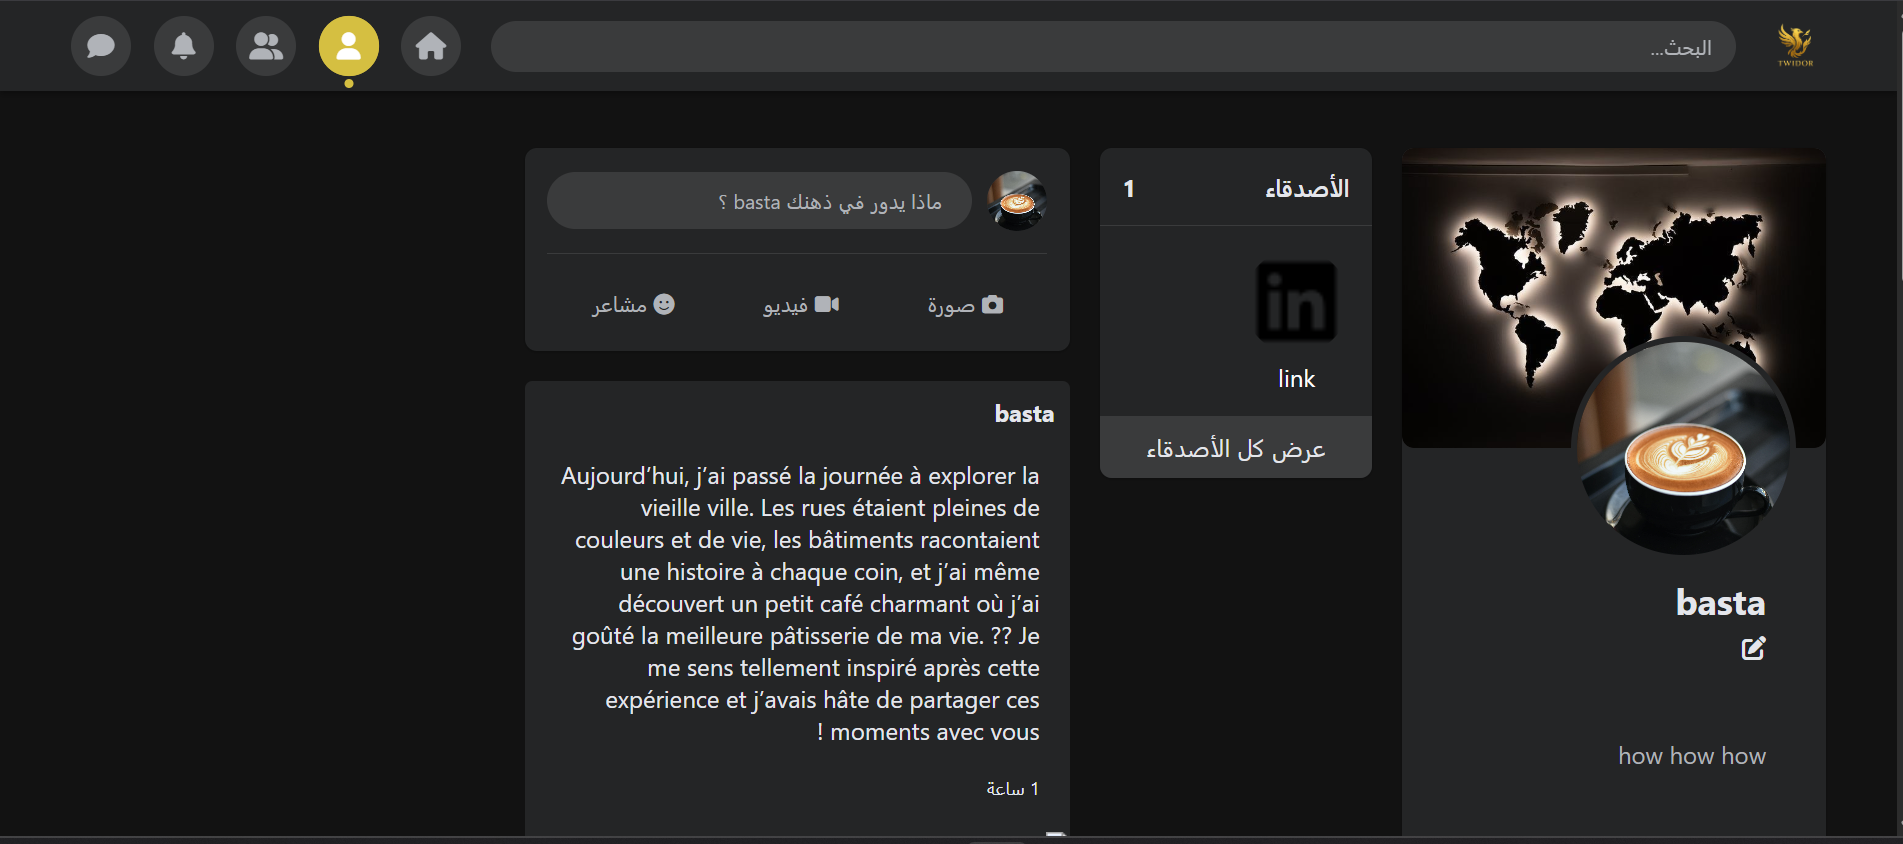 TWIDOR
البحث...
basta
how how how
الأصدقاء
1
in
link
عرض كل الأصدقاء
ماذا يدور في ذهنك basta ؟
صورة
فيديو
مشاعر
basta
Aujourd’hui, j’ai passé la journée à explorer la
vieille ville. Les rues étaient pleines de
couleurs et de vie, les bâtiments racontaient
une histoire à chaque coin, et j’ai même
découvert un petit café charmant où j’ai
goûté la meilleure pâtisserie de ma vie. ?? Je
me sens tellement inspiré après cette
expérience et j’avais hâte de partager ces
moments avec vous !
1 ساعة